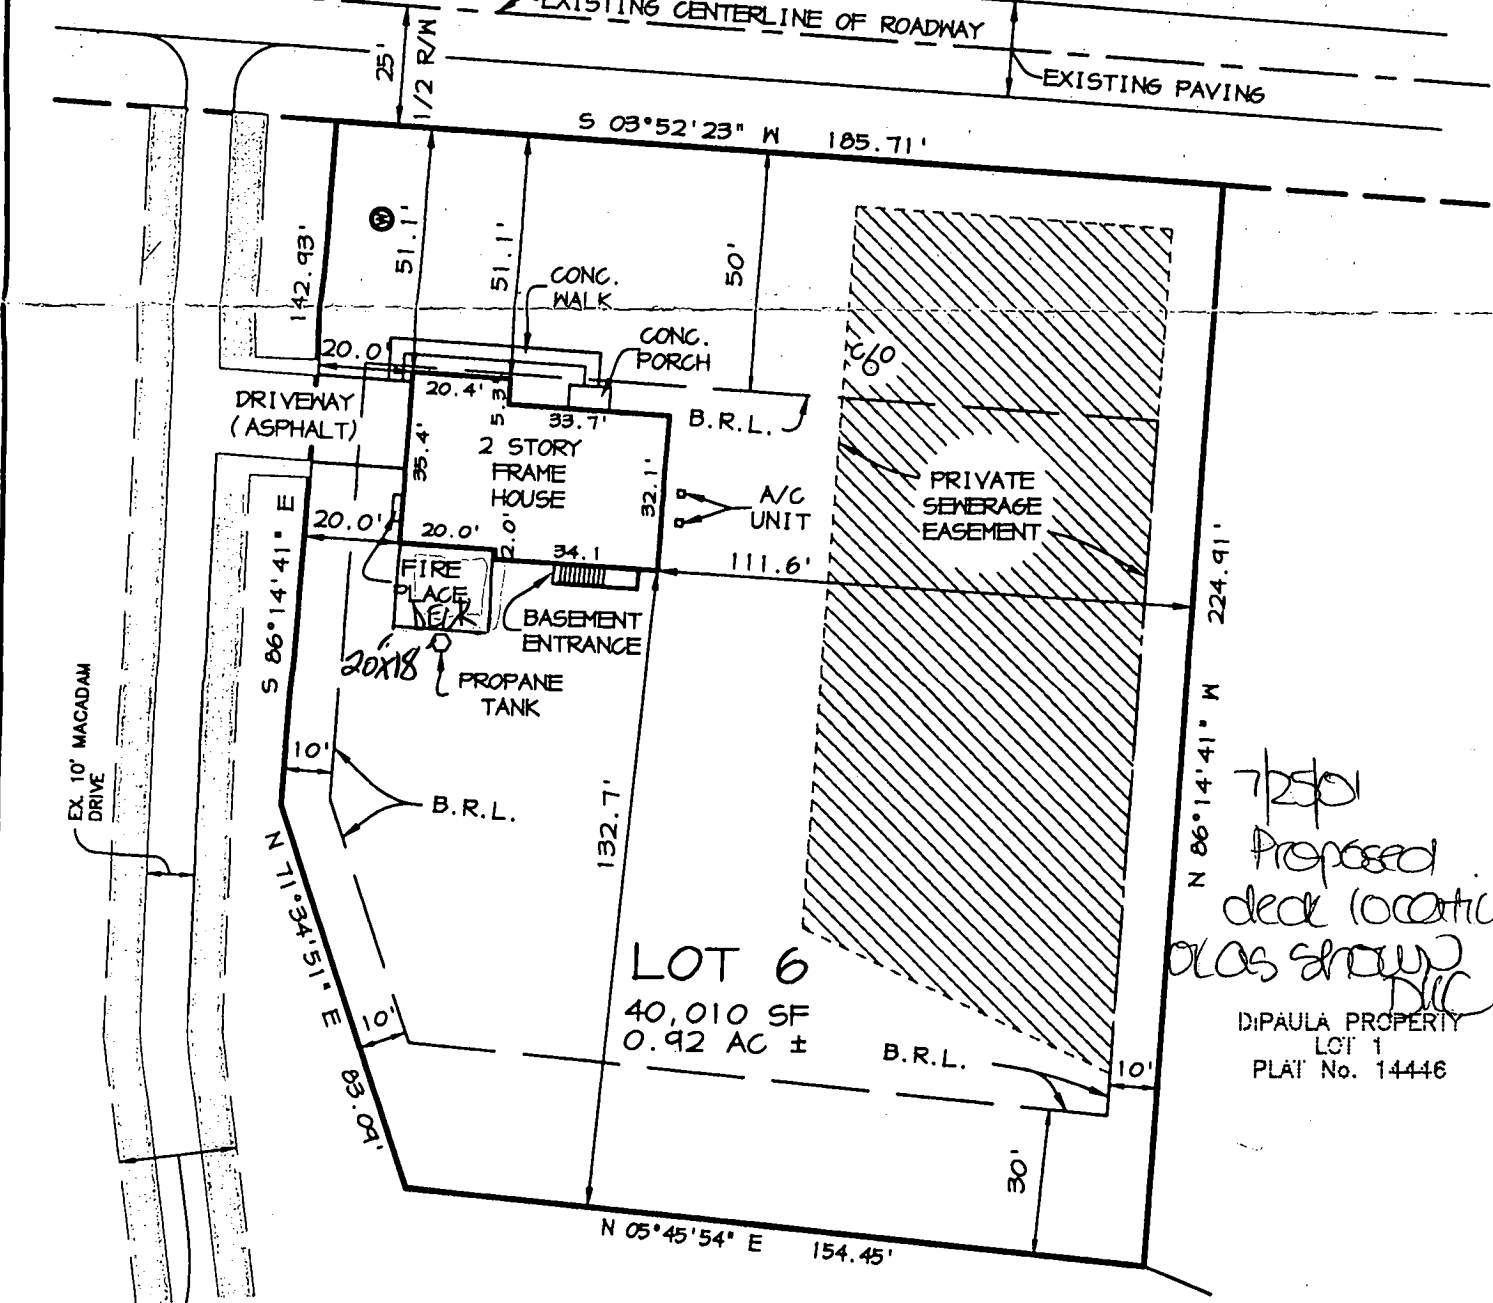 EXISTING CENTERLINE OF ROADWAY
25'
1/2 R/W
EXISTING PAVING
S 03°52'23" W 185.71'
W
142.93'
51.1'
51.1'
50'
CONC.
WALK
CONC.
PORCH
20.0'
20.4'
5.3'
33.7'
B.R.L.
DRIVEWAY
(ASPHALT)
35.4'
2 STORY
FRAME
HOUSE
32.1'
A/C
UNIT
PRIVATE
SEWERAGE
EASEMENT
S 86°14'41" E
20.0'
20.0'
2.0'
34.1
111.6'
224.91'
FIRE
PLACE
DECK
BASEMENT
ENTRANCE
20'x18'
PROPANE
TANK
EX. 10' MACADAM
DRIVE
10'
B.R.L.
132.7'
N 86°14'41" W
7/25/01
Proposed
deck locatio
ok as shown
N 71°34'51" E
83.09'
10'
LOT 6
40,010 SF
0.92 AC ±
B.R.L.
10'
DiPAULA PROPERTY
LOT 1
PLAT No. 14446
30'
N 05°45'54" E 154.45'